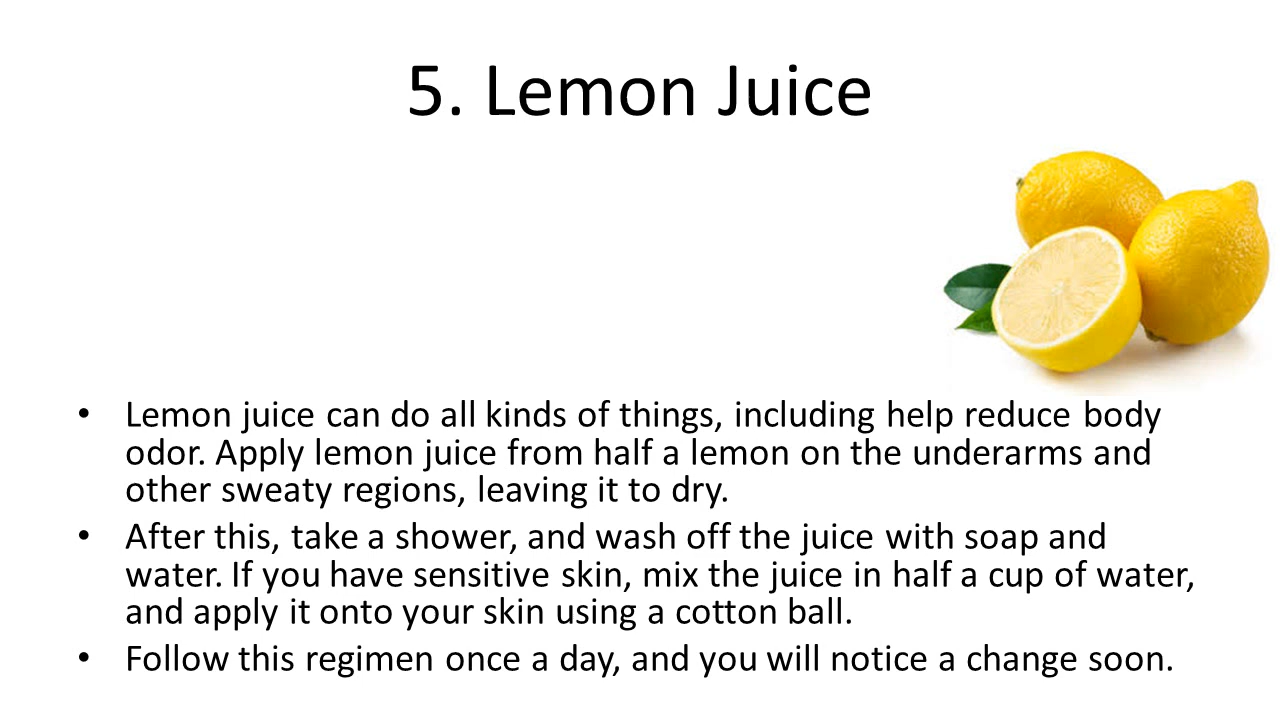 5. Lemon Juice
• Lemon juice can do all kinds of things, including help reduce body
odor. Apply lemon juice from half a lemon on the underarms and
other sweaty regions, leaving it to dry.
• After this, take a shower, and wash off the juice with soap and
water. If you have sensitive skin, mix the juice in half a cup of water,
and apply it onto your skin using a cotton ball.
• Follow this regimen once a day, and you will notice a change soon.